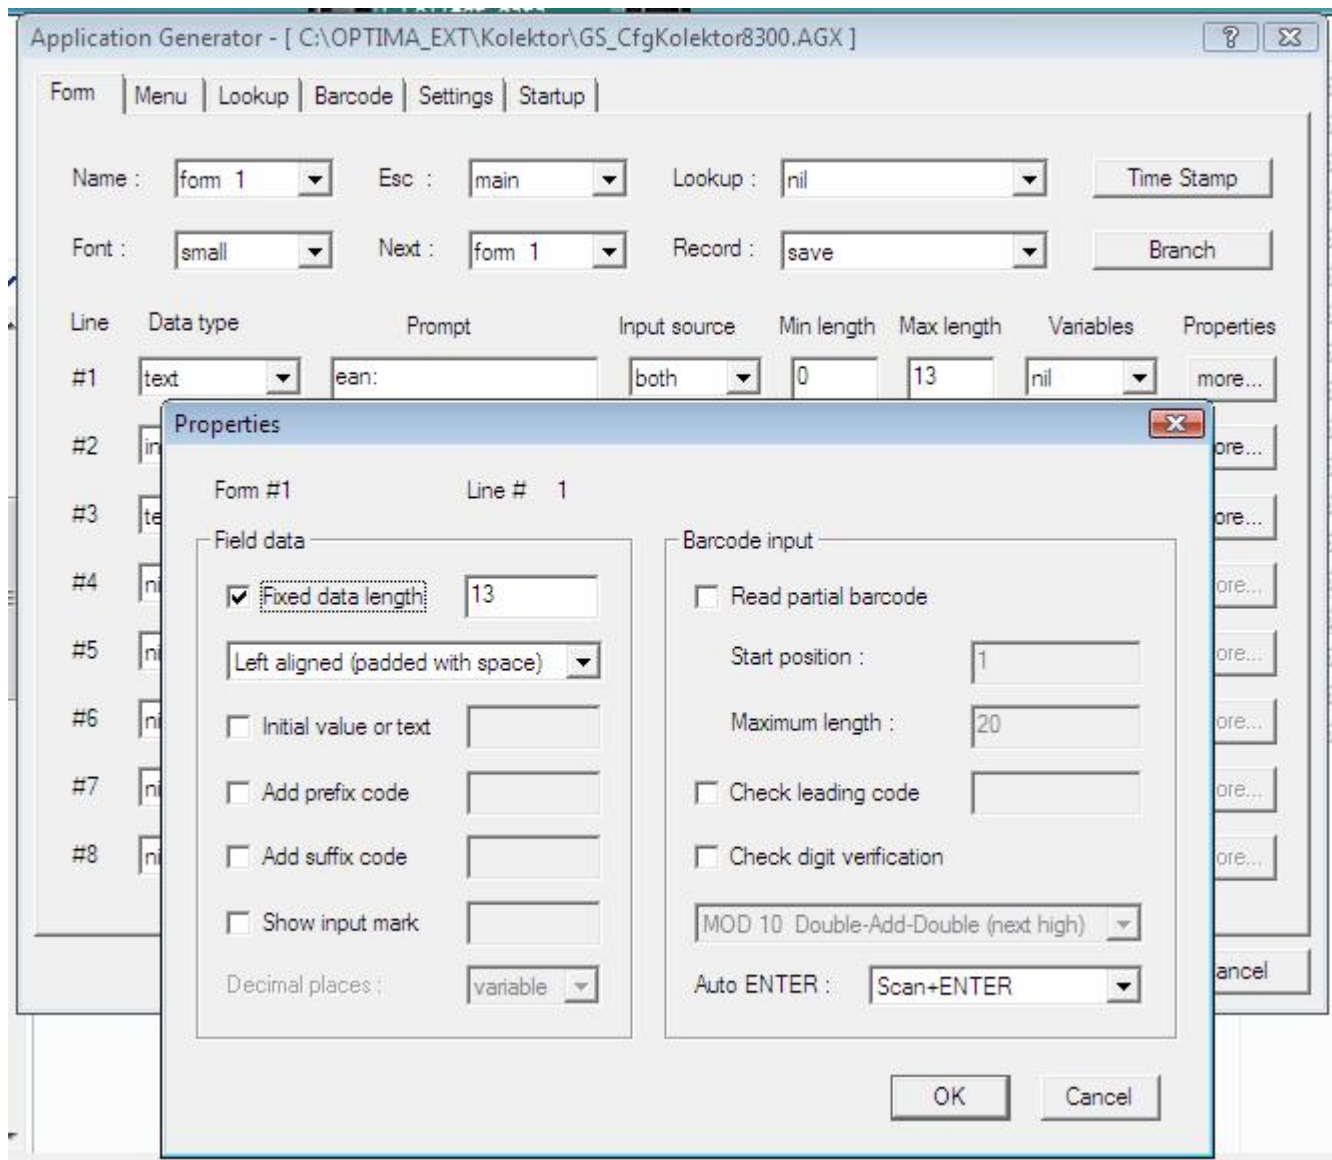 Application Generator - [ C:\OPTIMA_EXT\Kolektor\GS_CfgKolektor8300.AGX ]
Form Menu Lookup Barcode Settings Startup
Name : form 1 Esc : main Lookup : nil Time Stamp
Font : small Next : form 1 Record : save Branch
Line Data type Prompt Input source Min length Max length Variables Properties
#1 text ean: both 0 13 nil more...
Properties
#2
Form #1 Line # 1
#3
Field data Barcode input
#4
Fixed data length 13 Read partial barcode
#5
Left aligned (padded with space) Start position : 1
#6
Initial value or text Maximum length : 20
#7
Add prefix code Check leading code
#8
Add suffix code Check digit verification
Show input mark MOD 10 Double-Add-Double (next high)
Decimal places : variable Auto ENTER : Scan+ENTER
OK Cancel